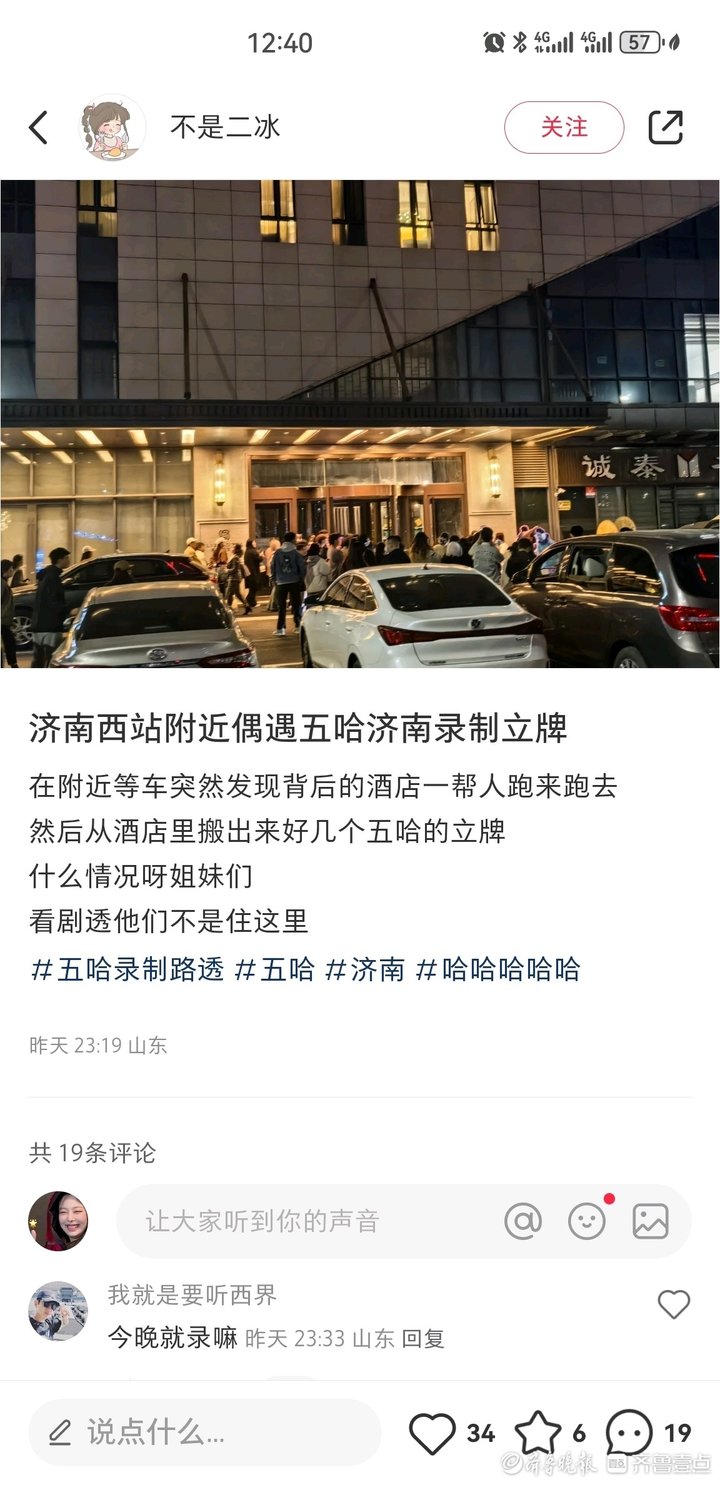 12:40
4G 4G 57
不是二冰
关注
诚泰
济南西站附近偶遇五哈济南录制立牌
在附近等车突然发现背后的酒店一帮人跑来跑去
然后从酒店里搬出来好几个五哈的立牌
什么情况呀姐妹们
看剧透他们不是住这里
#五哈录制路透 #五哈 #济南 #哈哈哈哈哈
昨天 23:19 山东
共 19条评论
让大家听到你的声音
我就是要听西界
今晚就录嘛 昨天 23:33 山东 回复
说点什么...
34 6 19
齐鲁晚报 齐鲁壹点